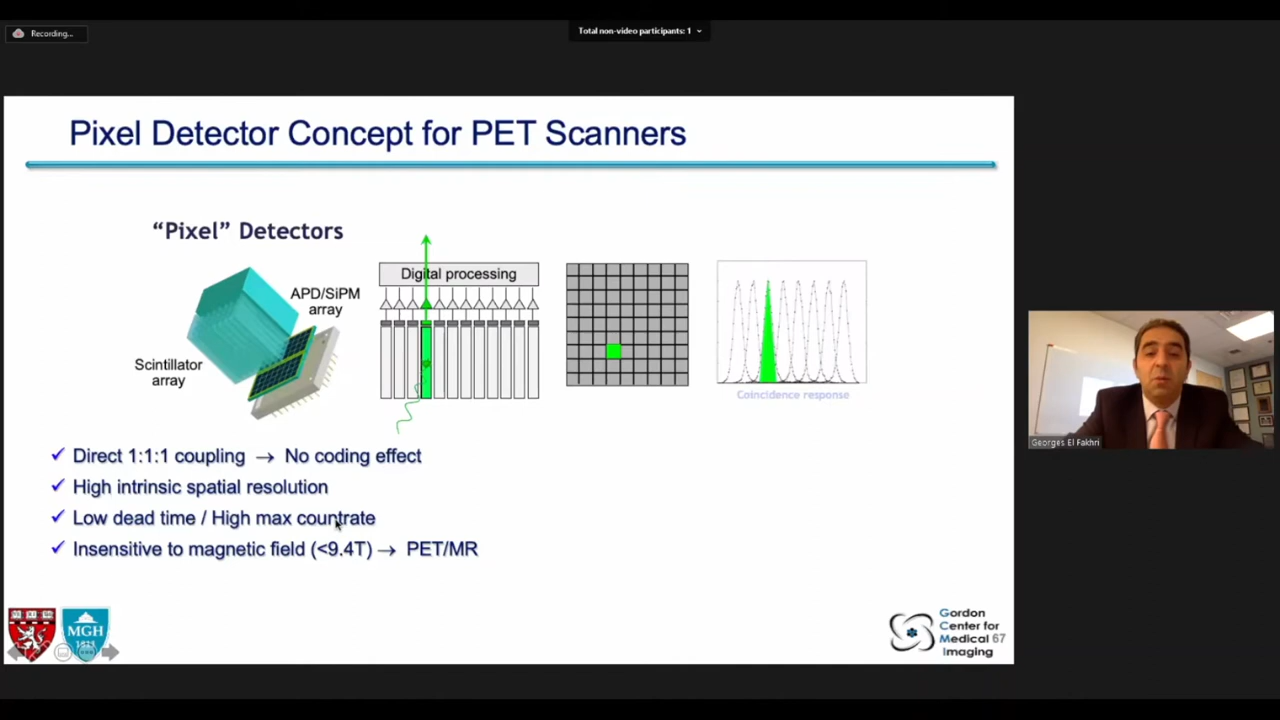 Recording...
Total non-video participants: 1
Pixel Detector Concept for PET Scanners
“Pixel” Detectors
APD/SiPM
array
Scintillator
array
Digital processing
Coincidence response
✓ Direct 1:1:1 coupling → No coding effect
✓ High intrinsic spatial resolution
✓ Low dead time / High max countrate
✓ Insensitive to magnetic field (<9.4T) → PET/MR
MGH
1811
Gordon
Center for
Medical 67
Imaging
Georges El Fakhri